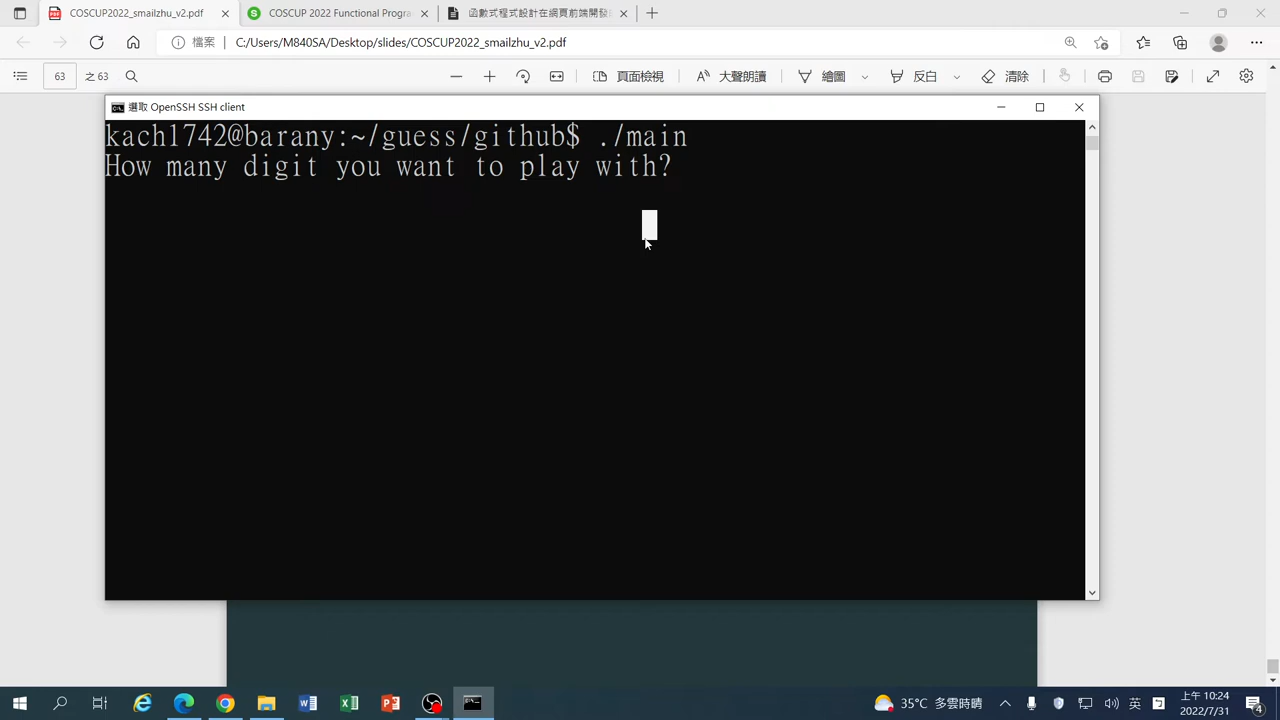 COSCUP2022_smailzhu_v2.pdf
COSCUP 2022 Functional Progra
函數式程式設計在網頁前端開發
檔案 C:/Users/M840SA/Desktop/slides/COSCUP2022_smailzhu_v2.pdf
63 之 63 頁面檢視 大聲朗讀 繪圖 反白 清除
選取 OpenSSH SSH client
kach1742@barany:~/guess/github$ ./main
How many digit you want to play with?
35°C 多雲時晴 英 上午 10:24
2022/7/31 4